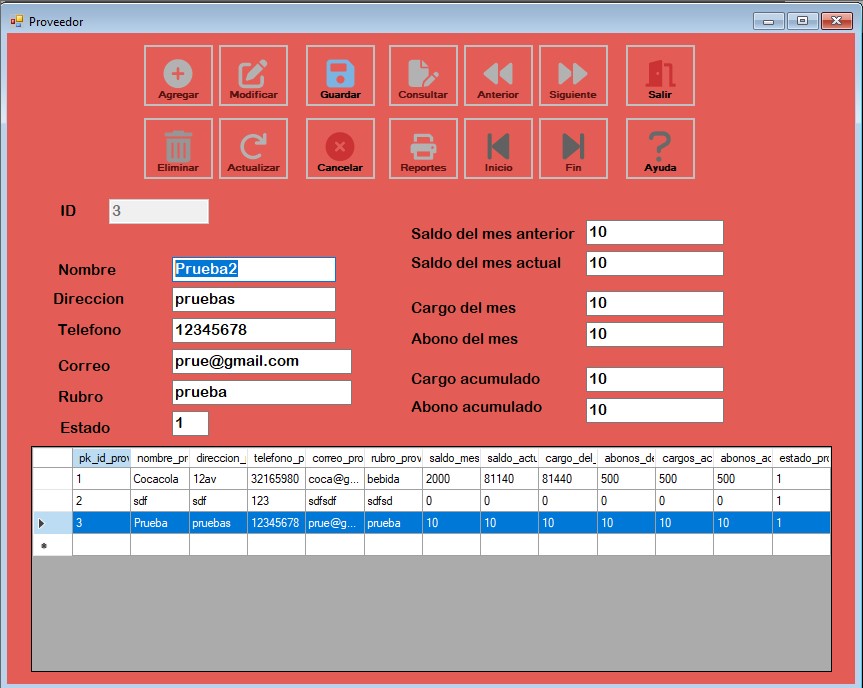 Proveedor
Agregar Modificar Guardar Consultar Anterior Siguiente Salir
Eliminar Actualizar Cancelar Reportes Inicio Fin Ayuda
ID 3
Saldo del mes anterior 10
Saldo del mes actual 10
Nombre Prueba2
Direccion pruebas
Cargo del mes 10
Telefono 12345678
Abono del mes 10
Correo prue@gmail.com
Cargo acumulado 10
Rubro prueba
Abono acumulado 10
Estado 1
pk_id_prov nombre_pr direccion_ telefono_p correo_pro rubro_prov saldo_mes saldo_actu cargo_del_ abonos_de cargos_ac abonos_ac estado_pro
1 Cocacola 12av 32165980 coca@g... bebida 2000 81140 81440 500 500 500 1
2 sdf sdf 123 sdfsdf sdfsd 0 0 0 0 0 0 1
3 Prueba pruebas 12345678 prue@g... prueba 10 10 10 10 10 10 1